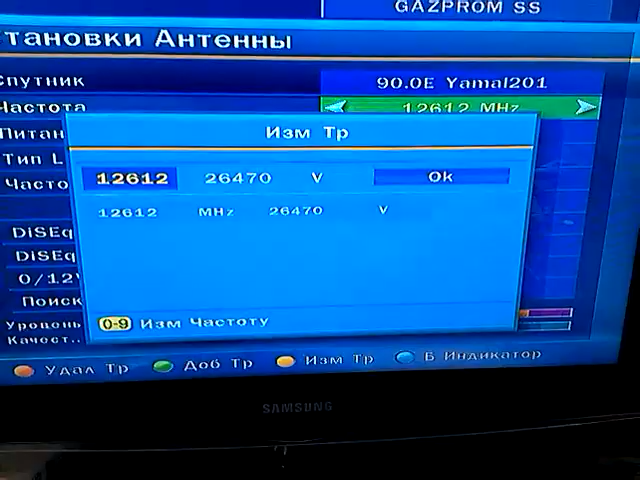 GAZPROM SS
тановки Антенны
Спутник 90.0E Yamal201
Частота 12612 MHz
Питан
Изм Тр
Тип L
12612 26470 V Ok
Часто
12612 MHz 26470 V
DiSEq
DiSEq
0/12V
Поиск
0-9 Изм Частоту
Уровень
Качест..
Удал Тр Доб Тр Изм Тр Б Индикатор
SAMSUNG